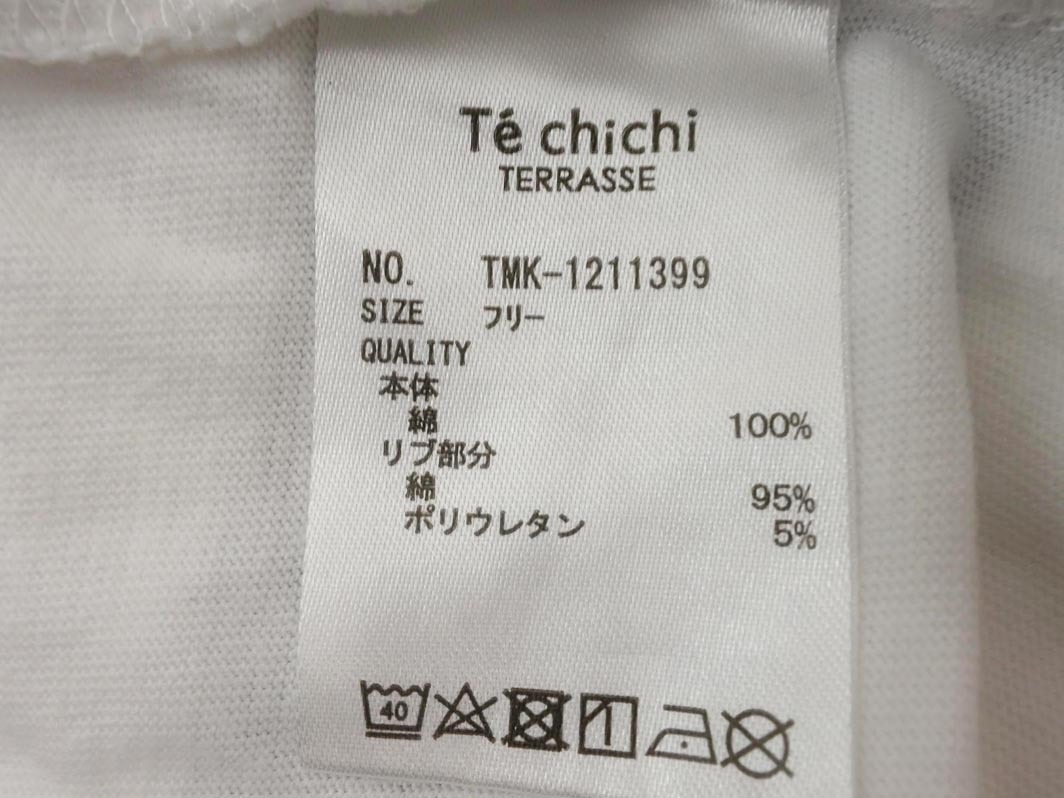 Té chichi
TERRASSE
NO. TMK-1211399
SIZE フリー
QUALITY
本体
綿 100%
リブ部分
綿 95%
ポリウレタン 5%
40